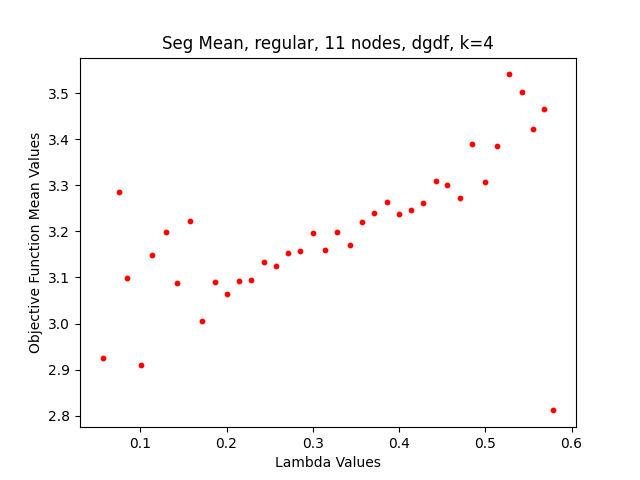 Seg Mean, regular, 11 nodes, dgdf, k=4
3.5
3.4
3.3
3.2
3.1
3.0
2.9
2.8
Objective Function Mean Values
0.1 0.2 0.3 0.4 0.5 0.6
Lambda Values